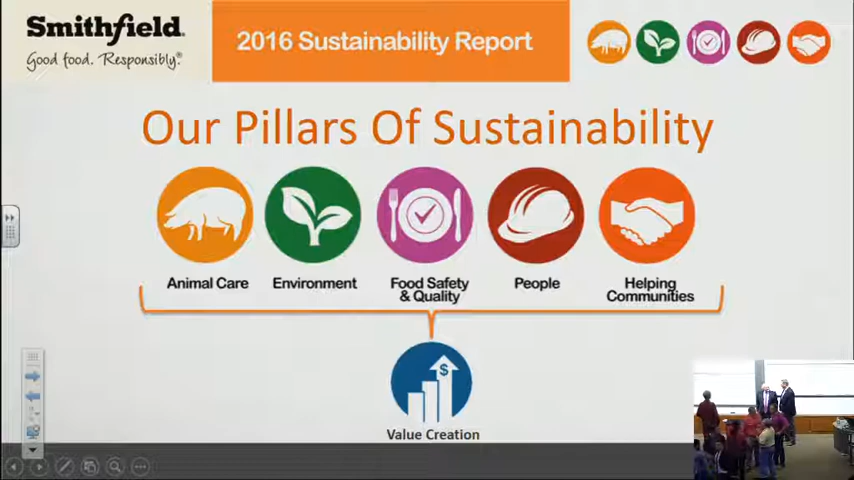 Smithfield.
Good food. Responsibly.®
2016 Sustainability Report
Our Pillars Of Sustainability
Animal Care
Environment
Food Safety
& Quality
People
Helping
Communities
$
Value Creation